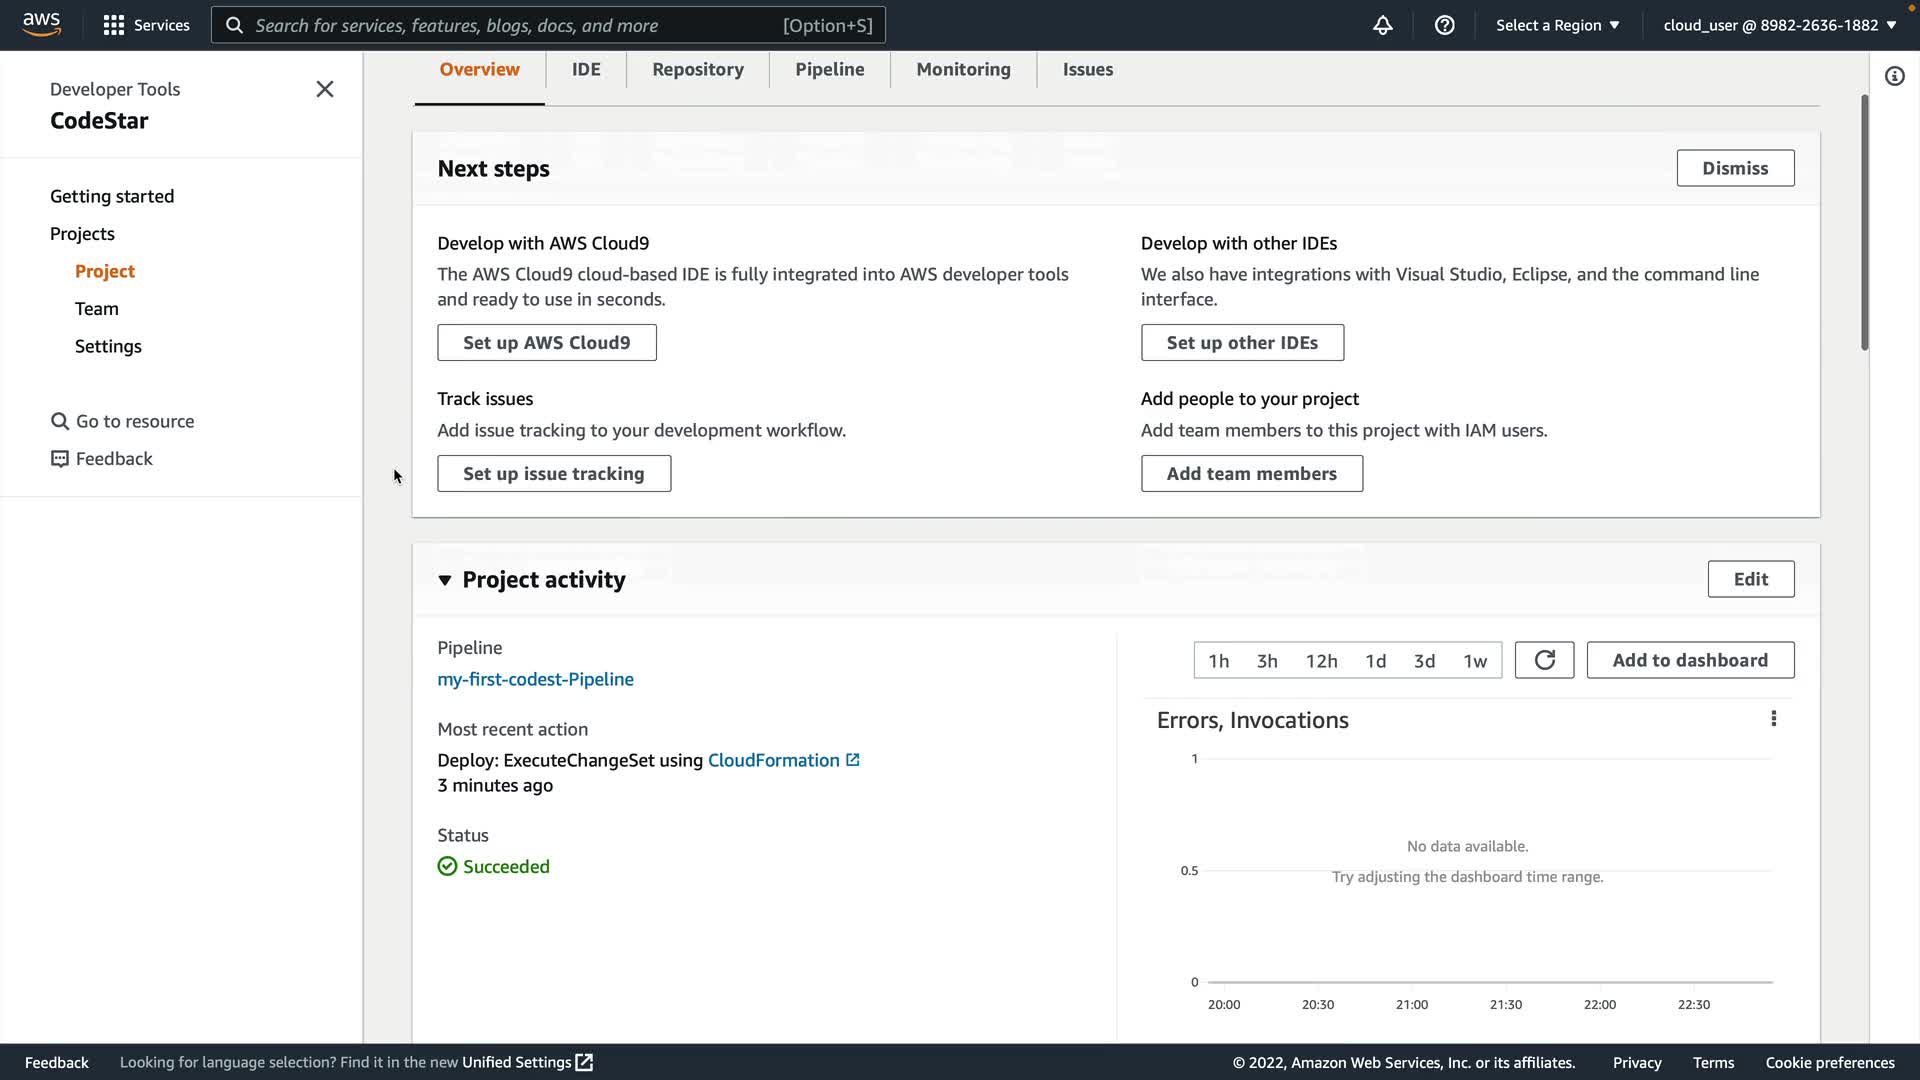 aws
Services
Search for services, features, blogs, docs, and more [Option+S]
Select a Region ▼
cloud_user @ 8982-2636-1882 ▼
Developer Tools
CodeStar
Getting started
Projects
Project
Team
Settings
Go to resource
Feedback
Overview
IDE
Repository
Pipeline
Monitoring
Issues
Next steps
Dismiss
Develop with AWS Cloud9
The AWS Cloud9 cloud-based IDE is fully integrated into AWS developer tools
and ready to use in seconds.
Set up AWS Cloud9
Develop with other IDEs
We also have integrations with Visual Studio, Eclipse, and the command line
interface.
Set up other IDEs
Track issues
Add issue tracking to your development workflow.
Set up issue tracking
Add people to your project
Add team members to this project with IAM users.
Add team members
▼ Project activity
Edit
Pipeline
my-first-codest-Pipeline
Most recent action
Deploy: ExecuteChangeSet using CloudFormation
3 minutes ago
Status
Succeeded
1h 3h 12h 1d 3d 1w
Add to dashboard
Errors, Invocations
1
No data available.
0.5
Try adjusting the dashboard time range.
0
20:00 20:30 21:00 21:30 22:00 22:30
Feedback
Looking for language selection? Find it in the new Unified Settings
© 2022, Amazon Web Services, Inc. or its affiliates.
Privacy
Terms
Cookie preferences